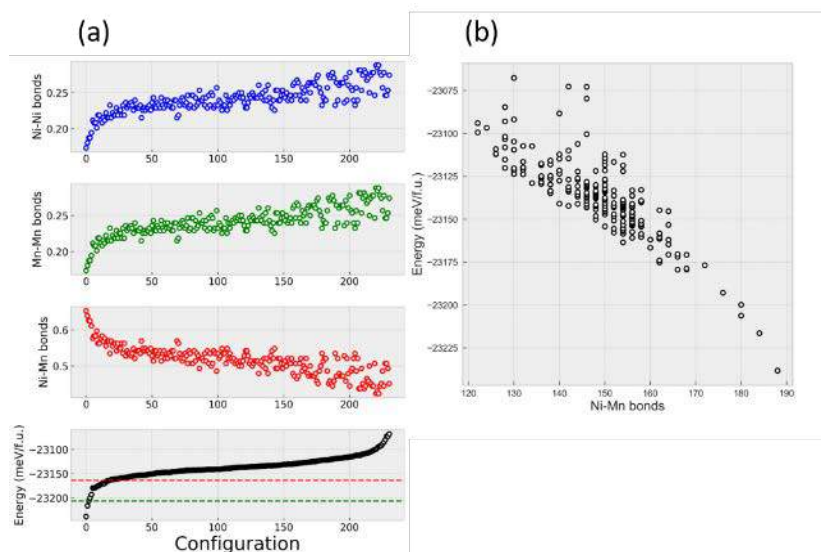 (a)
Ni-Ni bonds
0.25
0.20
0 50 100 150 200
Mn-Mn bonds
0.25
0.20
0 50 100 150 200
Ni-Mn bonds
0.6
0.5
0 50 100 150 200
Energy (meV/f.u.)
−23100
−23150
−23200
0 50 100 150 200
Configuration
(b)
Energy (meV/f.u.)
−23075
−23100
−23125
−23150
−23175
−23200
−23225
120 130 140 150 160 170 180 190
Ni-Mn bonds